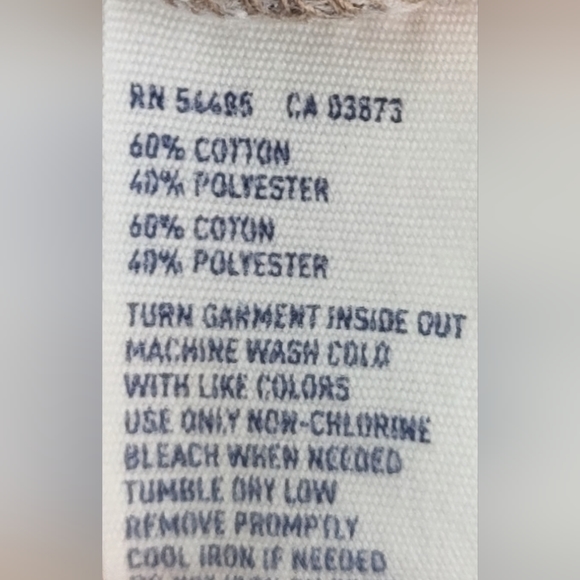 RN 54485 CA 03873
60% COTTON
40% POLYESTER
60% COTON
40% POLYESTER
TURN GARMENT INSIDE OUT
MACHINE WASH COLD
WITH LIKE COLORS
USE ONLY NON-CHLORINE
BLEACH WHEN NEEDED
TUMBLE DRY LOW
REMOVE PROMPTLY
COOL IRON IF NEEDED